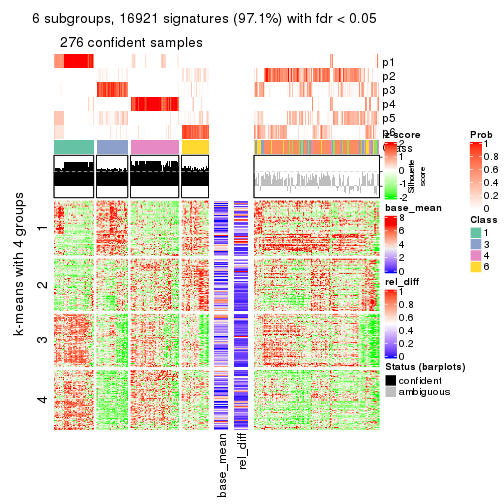 6 subgroups, 16921 signatures (97.1%) with fdr < 0.05
276 confident samples
p1
p2
p3
p4
p5
p6
Class
Silhouette
score
k-means with 4 groups
1
2
3
4
base_mean
rel_diff
z-score
2
1
0
-1
-2
base_mean
8
6
4
2
0
rel_diff
1
0.8
0.6
0.4
0.2
0
Status (barplots)
confident
ambiguous
Prob
1
0.8
0.6
0.4
0.2
0
Class
1
3
4
6